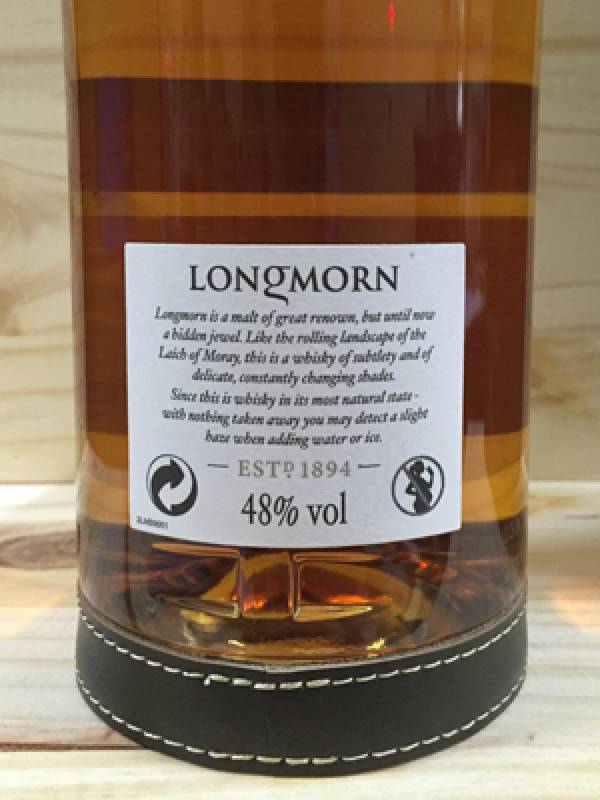 LONGMORN
Longmorn is a malt of great renown, but until now
a hidden jewel. Like the rolling landscape of the
Laich of Moray, this is a whisky of subtlety and of
delicate, constantly changing shades.
Since this is whisky in its most natural state -
with nothing taken away you may detect a slight
haze when adding water or ice.
ESTD 1894
48% vol